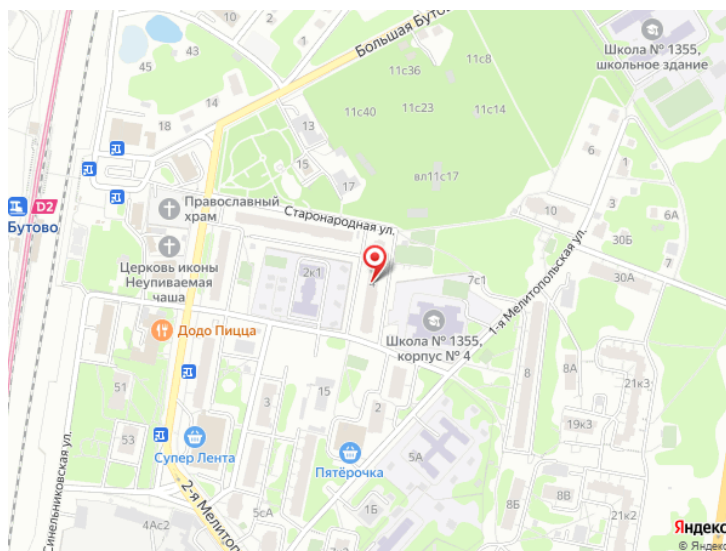 10
2
43
45
14
18
Большая Бутов
11с36
11с8
11с40
11с23
11с14
13
15
17
вл11с17
Школа № 1355,
школьное здание
6
1
3
6А
10
30Б
7
30А
D2
Бутово
Православный
храм
Старонародная ул.
Церковь иконы
Неупиваемая
чаша
2к1
7с1
1-я Мелитопольская ул.
Додо Пицца
Школа № 1355,
корпус № 4
51
53
3
15
2
8
8А
21к3
19к3
Супер Лента
Пятёрочка
5А
Синельниковская ул.
2-я Мелитопол
4Ас2
5сА
1Б
8Б
8В
21к2
Яндекс
© Яндекс